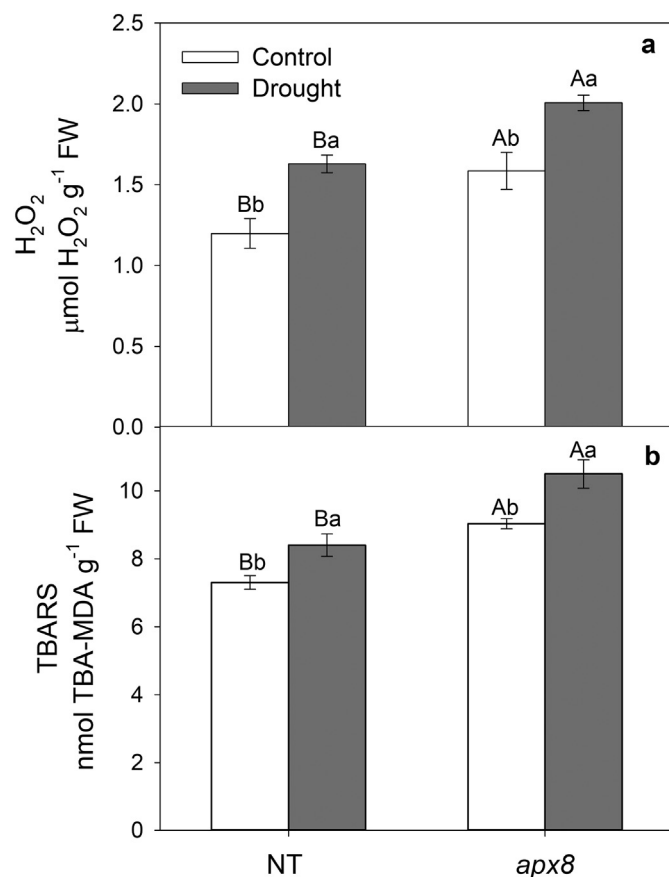 a
Control
Drought
2.5
2.0
1.5
1.0
0.5
0.0
H₂O₂
µmol H₂O₂ g⁻¹ FW
Bb
Ba
Ab
Aa
b
10
8
6
4
2
0
TBARS
nmol TBA-MDA g⁻¹ FW
Bb
Ba
Ab
Aa
NT
apx8